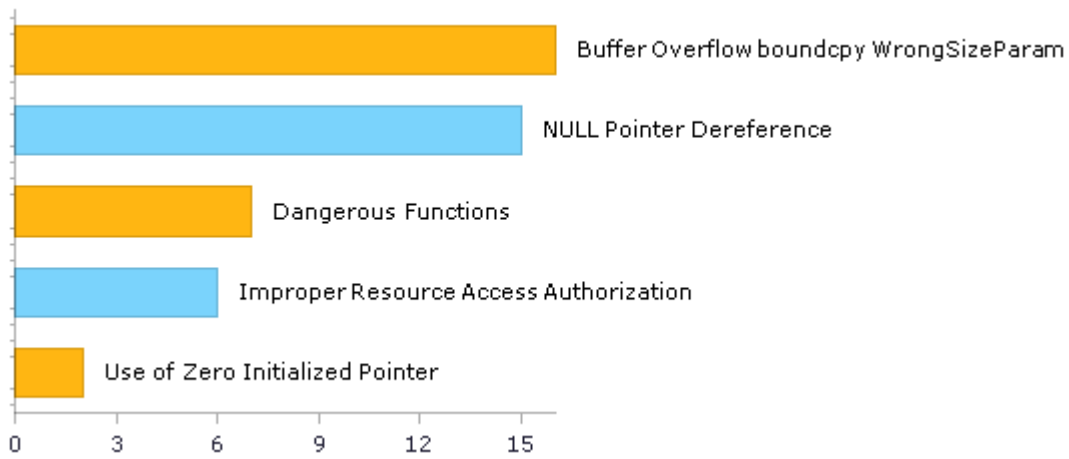 Buffer Overflow boundcpy WrongSizeParam
NULL Pointer Dereference
Dangerous Functions
Improper Resource Access Authorization
Use of Zero Initialized Pointer
0 3 6 9 12 15